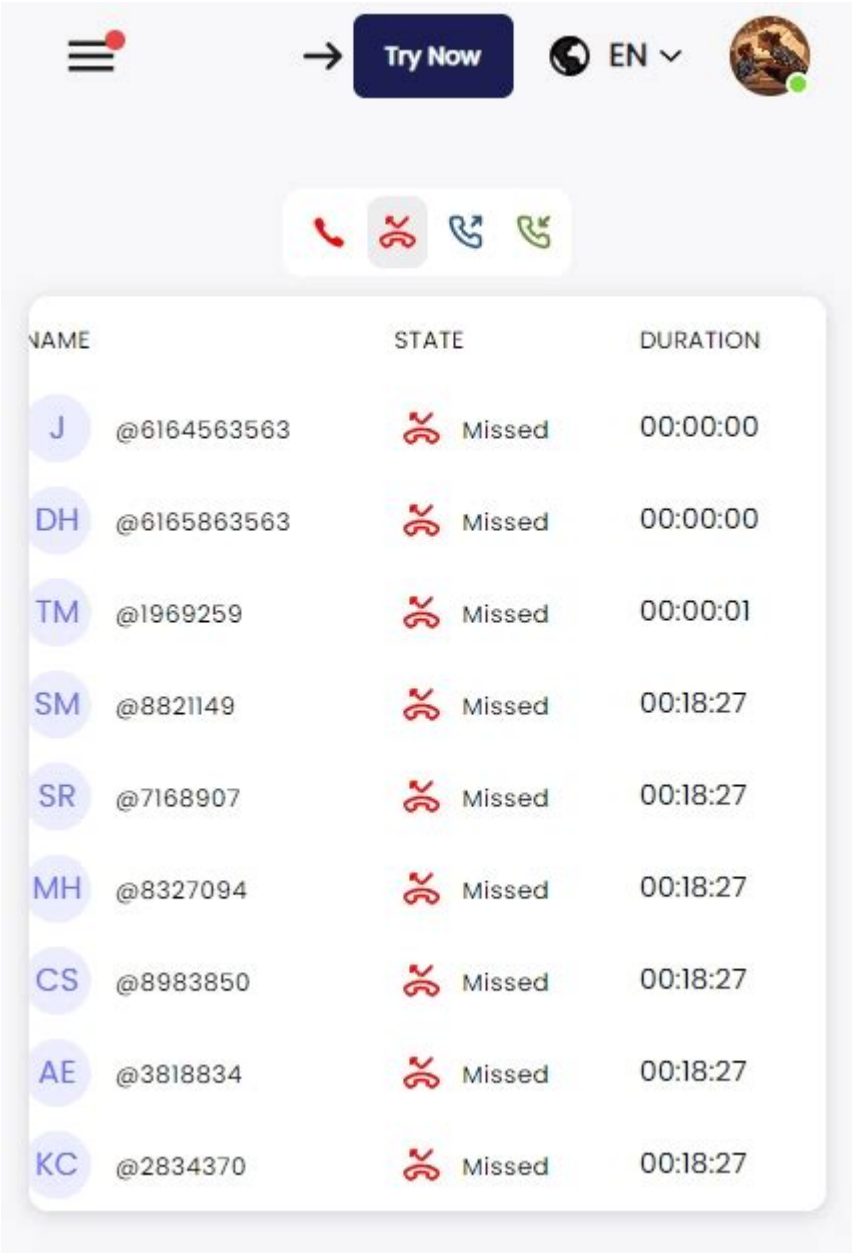 Try Now EN
NAME STATE DURATION
J @6164563563 Missed 00:00:00
DH @6165863563 Missed 00:00:00
TM @1969259 Missed 00:00:01
SM @8821149 Missed 00:18:27
SR @7168907 Missed 00:18:27
MH @8327094 Missed 00:18:27
CS @8983850 Missed 00:18:27
AE @3818834 Missed 00:18:27
KC @2834370 Missed 00:18:27